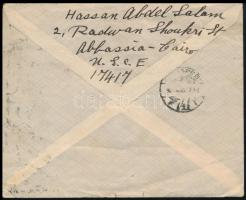 Hassan Abdel Salam
2, Radwan Shoukri St
Abbassia - Cairo
U.S.C.E
17417